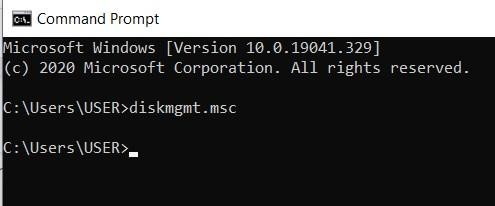 Command Prompt
Microsoft Windows [Version 10.0.19041.329]
(c) 2020 Microsoft Corporation. All rights reserved.
C:\Users\USER>diskmgmt.msc
C:\Users\USER>